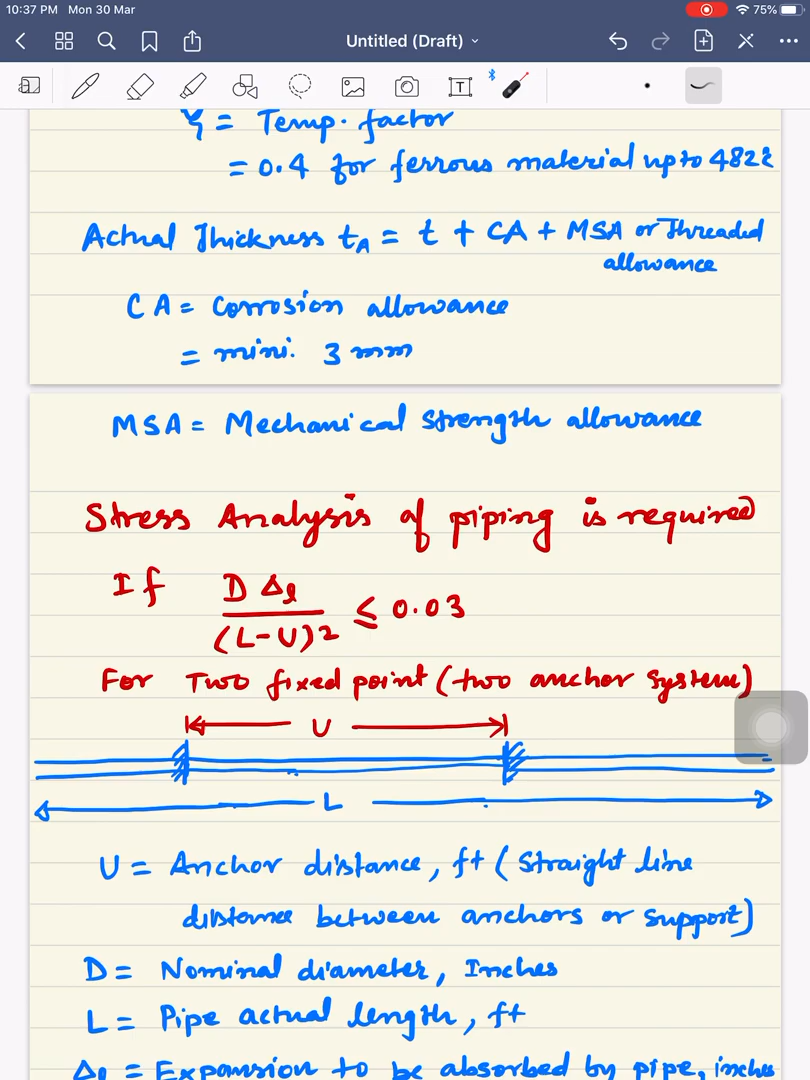 10:37 PM Mon 30 Mar 75%
Untitled (Draft)
T
Y = Temp. factor
= 0.4 for ferrous material upto 482°c
Actual Thickness tA = t + CA + MSA or Threaded
allowance
CA = Corrosion allowance
= mini. 3 mm
MSA = Mechanical strength allowance
Stress Analysis of piping is required
If D Δl / (L-U)² ≤ 0.03
For Two fixed point (two anchor system)
U
L
U = Anchor distance, ft (Straight line
distance between anchors or support)
D = Nominal diameter, Inches
L = Pipe actual length, ft
Δl = Expansion to be absorbed by pipe, inches